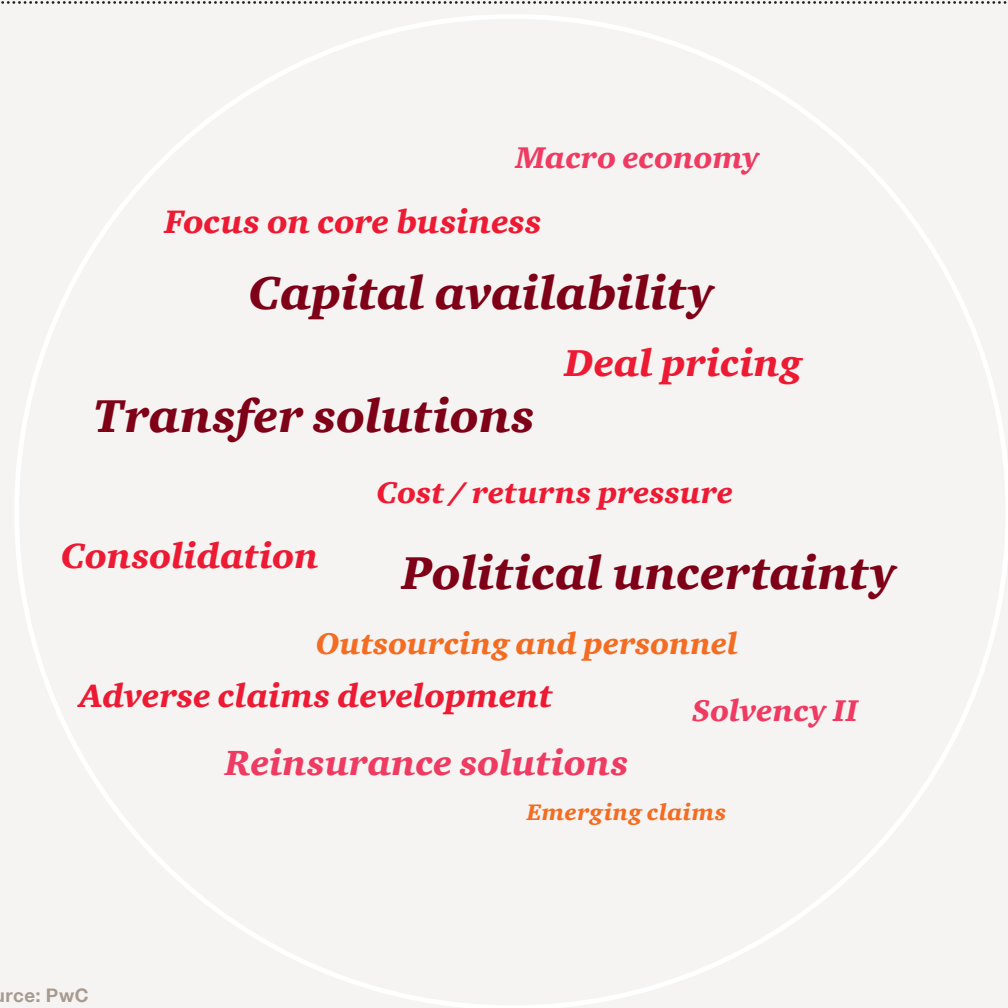 Macro economy
Focus on core business
Capital availability
Deal pricing
Transfer solutions
Cost / returns pressure
Consolidation
Political uncertainty
Outsourcing and personnel
Adverse claims development
Solvency II
Reinsurance solutions
Emerging claims
urce: PwC